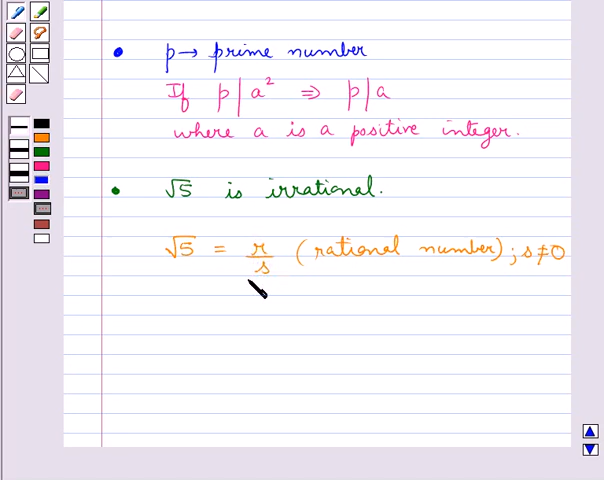 • p → prime number
If p | a² ⇒ p | a
where a is a positive integer.
• √5 is irrational.
√5 = r/s (rational number); s ≠ 0